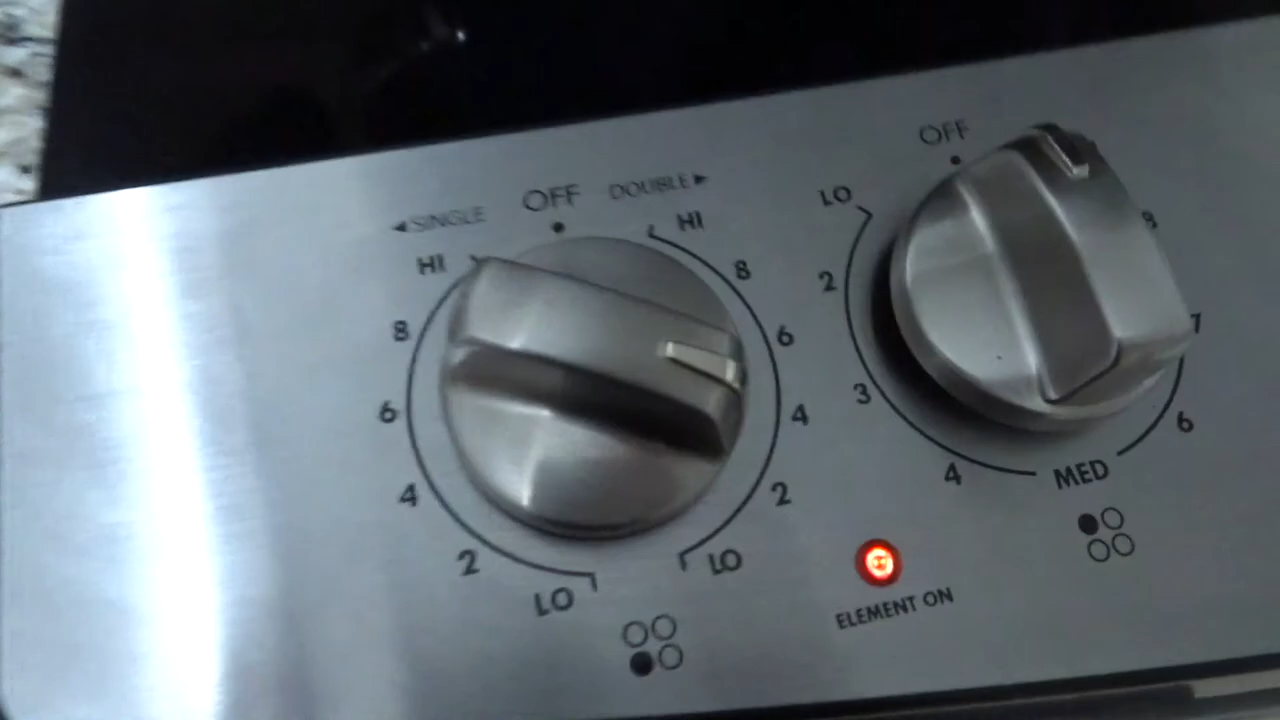 ◄SINGLE OFF DOUBLE►
HI HI
8 8
6 6
4 4
2 2
LO LO
OFF
LO
2
3
4
MED
6
7
ELEMENT ON